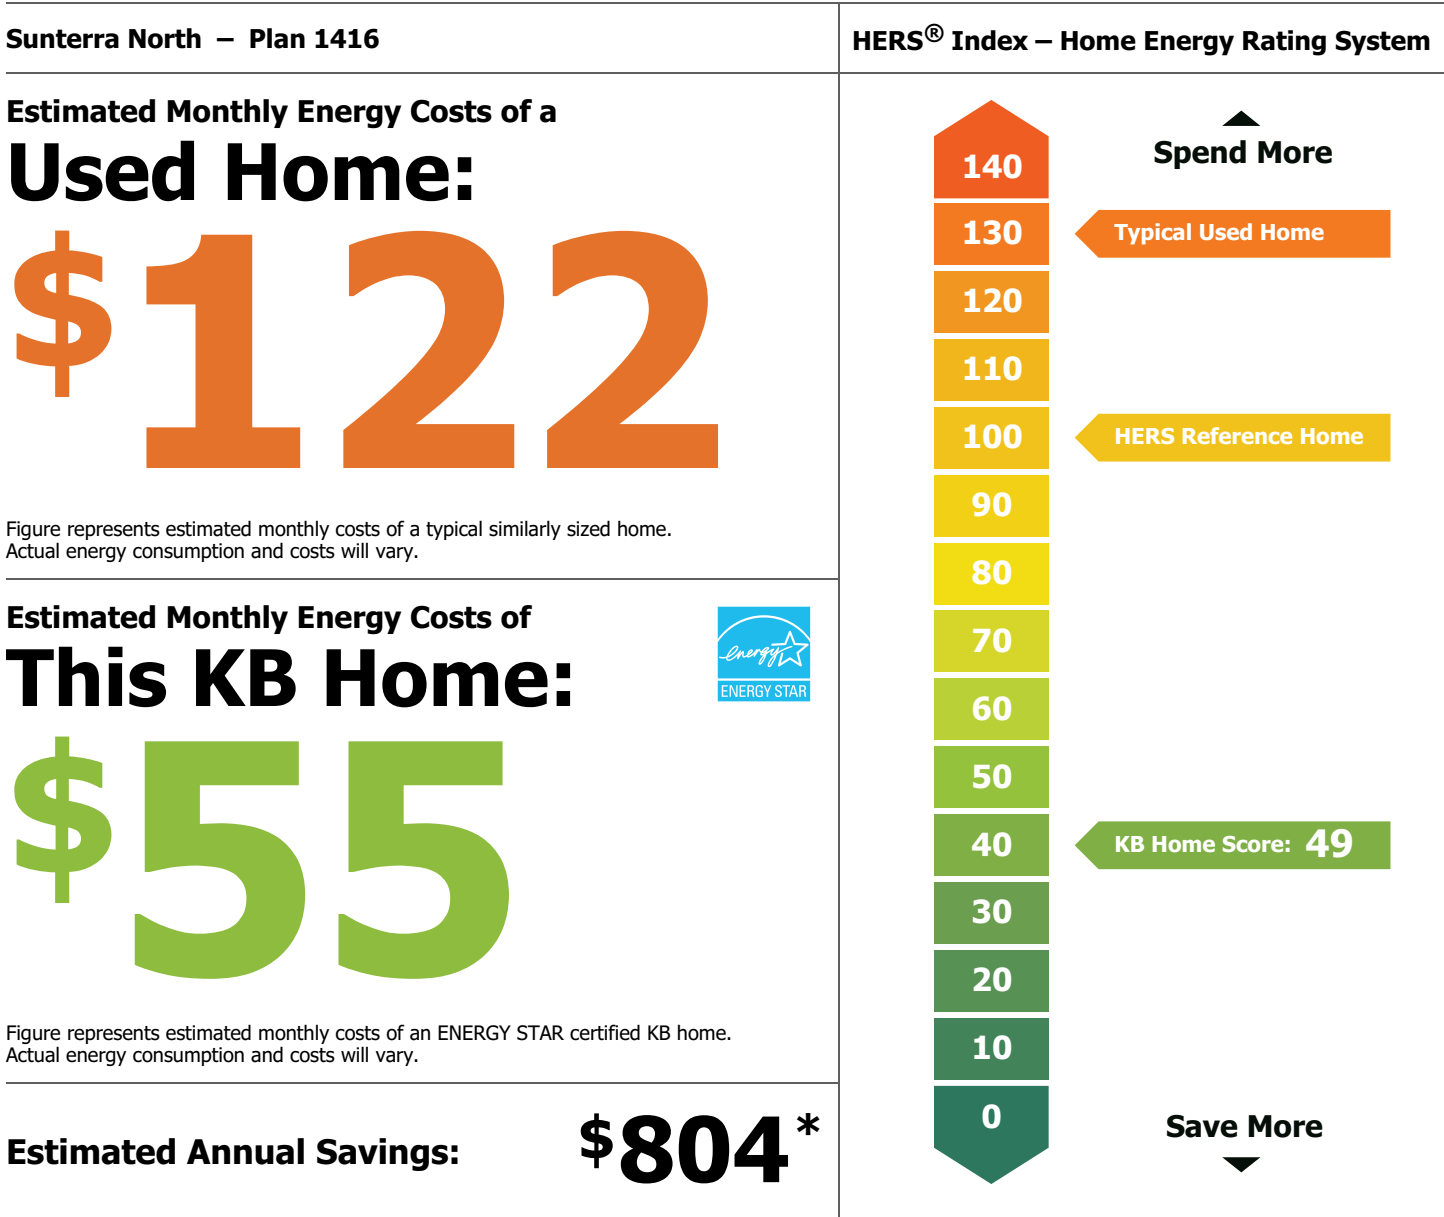 Sunterra North – Plan 1416
Estimated Monthly Energy Costs of a
Used Home:
$122
Figure represents estimated monthly costs of a typical similarly sized home.
Actual energy consumption and costs will vary.
Estimated Monthly Energy Costs of
This KB Home:
energy
ENERGY STAR
$55
Figure represents estimated monthly costs of an ENERGY STAR certified KB home.
Actual energy consumption and costs will vary.
Estimated Annual Savings: $804*
HERS® Index – Home Energy Rating System
Spend More
140
130 Typical Used Home
120
110
100 HERS Reference Home
90
80
70
60
50
40 KB Home Score: 49
30
20
10
0
Save More